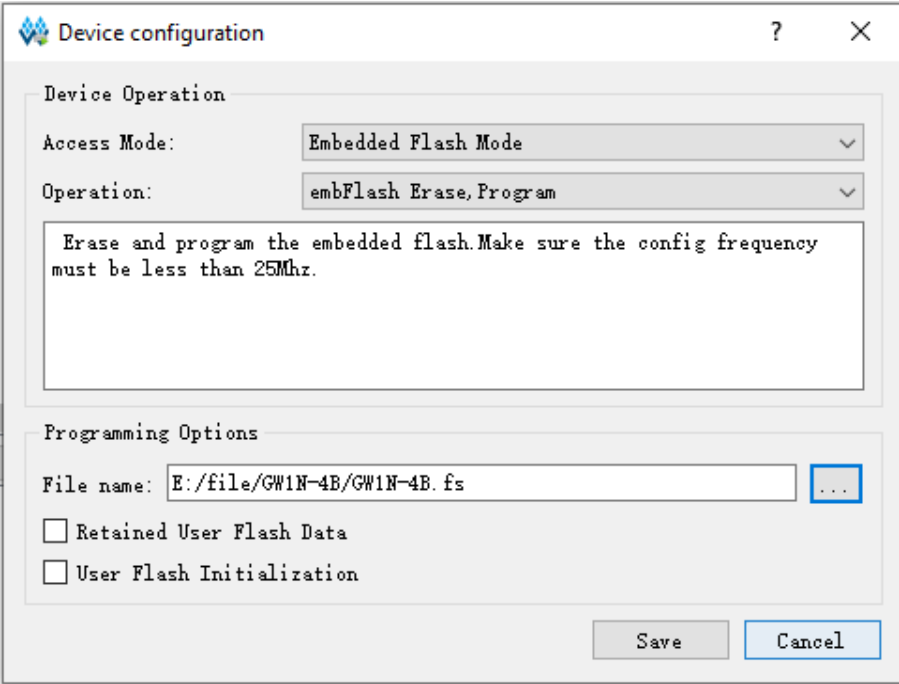 Device configuration
?
Device Operation
Access Mode: Embedded Flash Mode
Operation: embFlash Erase,Program
Erase and program the embedded flash.Make sure the config frequency
must be less than 25Mhz.
Programming Options
File name: E:/file/GW1N-4B/GW1N-4B.fs ...
Retained User Flash Data
User Flash Initialization
Save Cancel